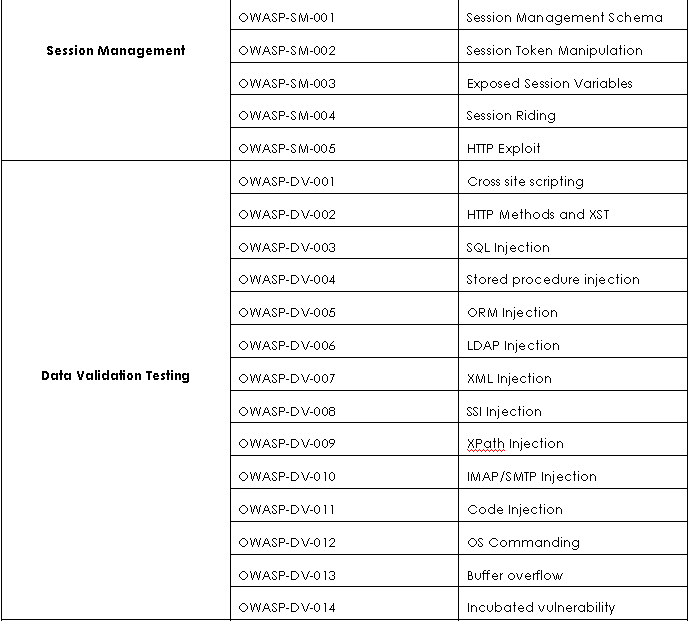 OWASP-SM-001 Session Management Schema
Session Management OWASP-SM-002 Session Token Manipulation
OWASP-SM-003 Exposed Session Variables
OWASP-SM-004 Session Riding
OWASP-SM-005 HTTP Exploit
OWASP-DV-001 Cross site scripting
OWASP-DV-002 HTTP Methods and XST
OWASP-DV-003 SQL Injection
OWASP-DV-004 Stored procedure injection
OWASP-DV-005 ORM Injection
OWASP-DV-006 LDAP Injection
Data Validation Testing OWASP-DV-007 XML Injection
OWASP-DV-008 SSI Injection
OWASP-DV-009 XPath Injection
OWASP-DV-010 IMAP/SMTP Injection
OWASP-DV-011 Code Injection
OWASP-DV-012 OS Commanding
OWASP-DV-013 Buffer overflow
OWASP-DV-014 Incubated vulnerability